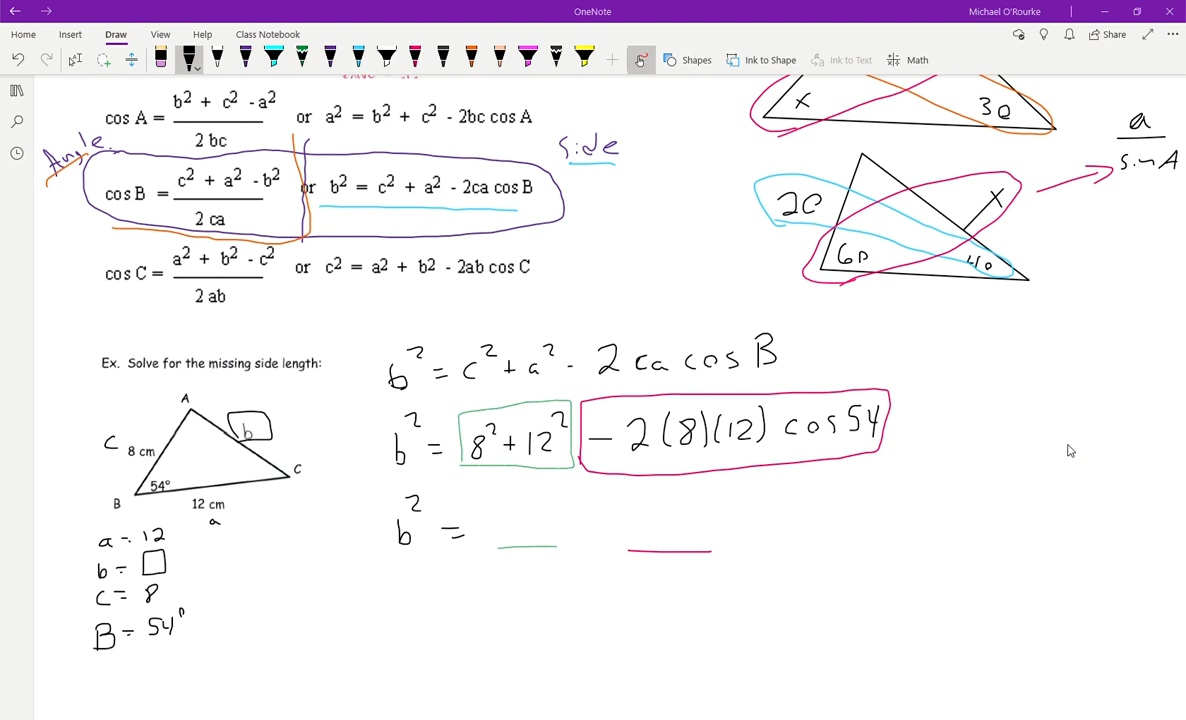 OneNote
Michael O'Rourke
Home Insert Draw View Help Class Notebook
Share
Shapes Ink to Shape Ink to Text Math
cos A = b2 + c2 - a2 / 2 bc or a2 = b2 + c2 - 2bc cos A
Angle
Side
cos B = c2 + a2 - b2 / 2 ca or b2 = c2 + a2 - 2ca cos B
cos C = a2 + b2 - c2 / 2 ab or c2 = a2 + b2 - 2ab cos C
x 30
a / sin A
20 x
60 40
Ex. Solve for the missing side length:
A
C 8 cm b
54° C
B 12 cm
a
a = 12
b = □
c = 8
B = 54°
b² = c² + a² - 2 ca cos B
b² = 8² + 12² - 2(8)(12) cos 54
b² =